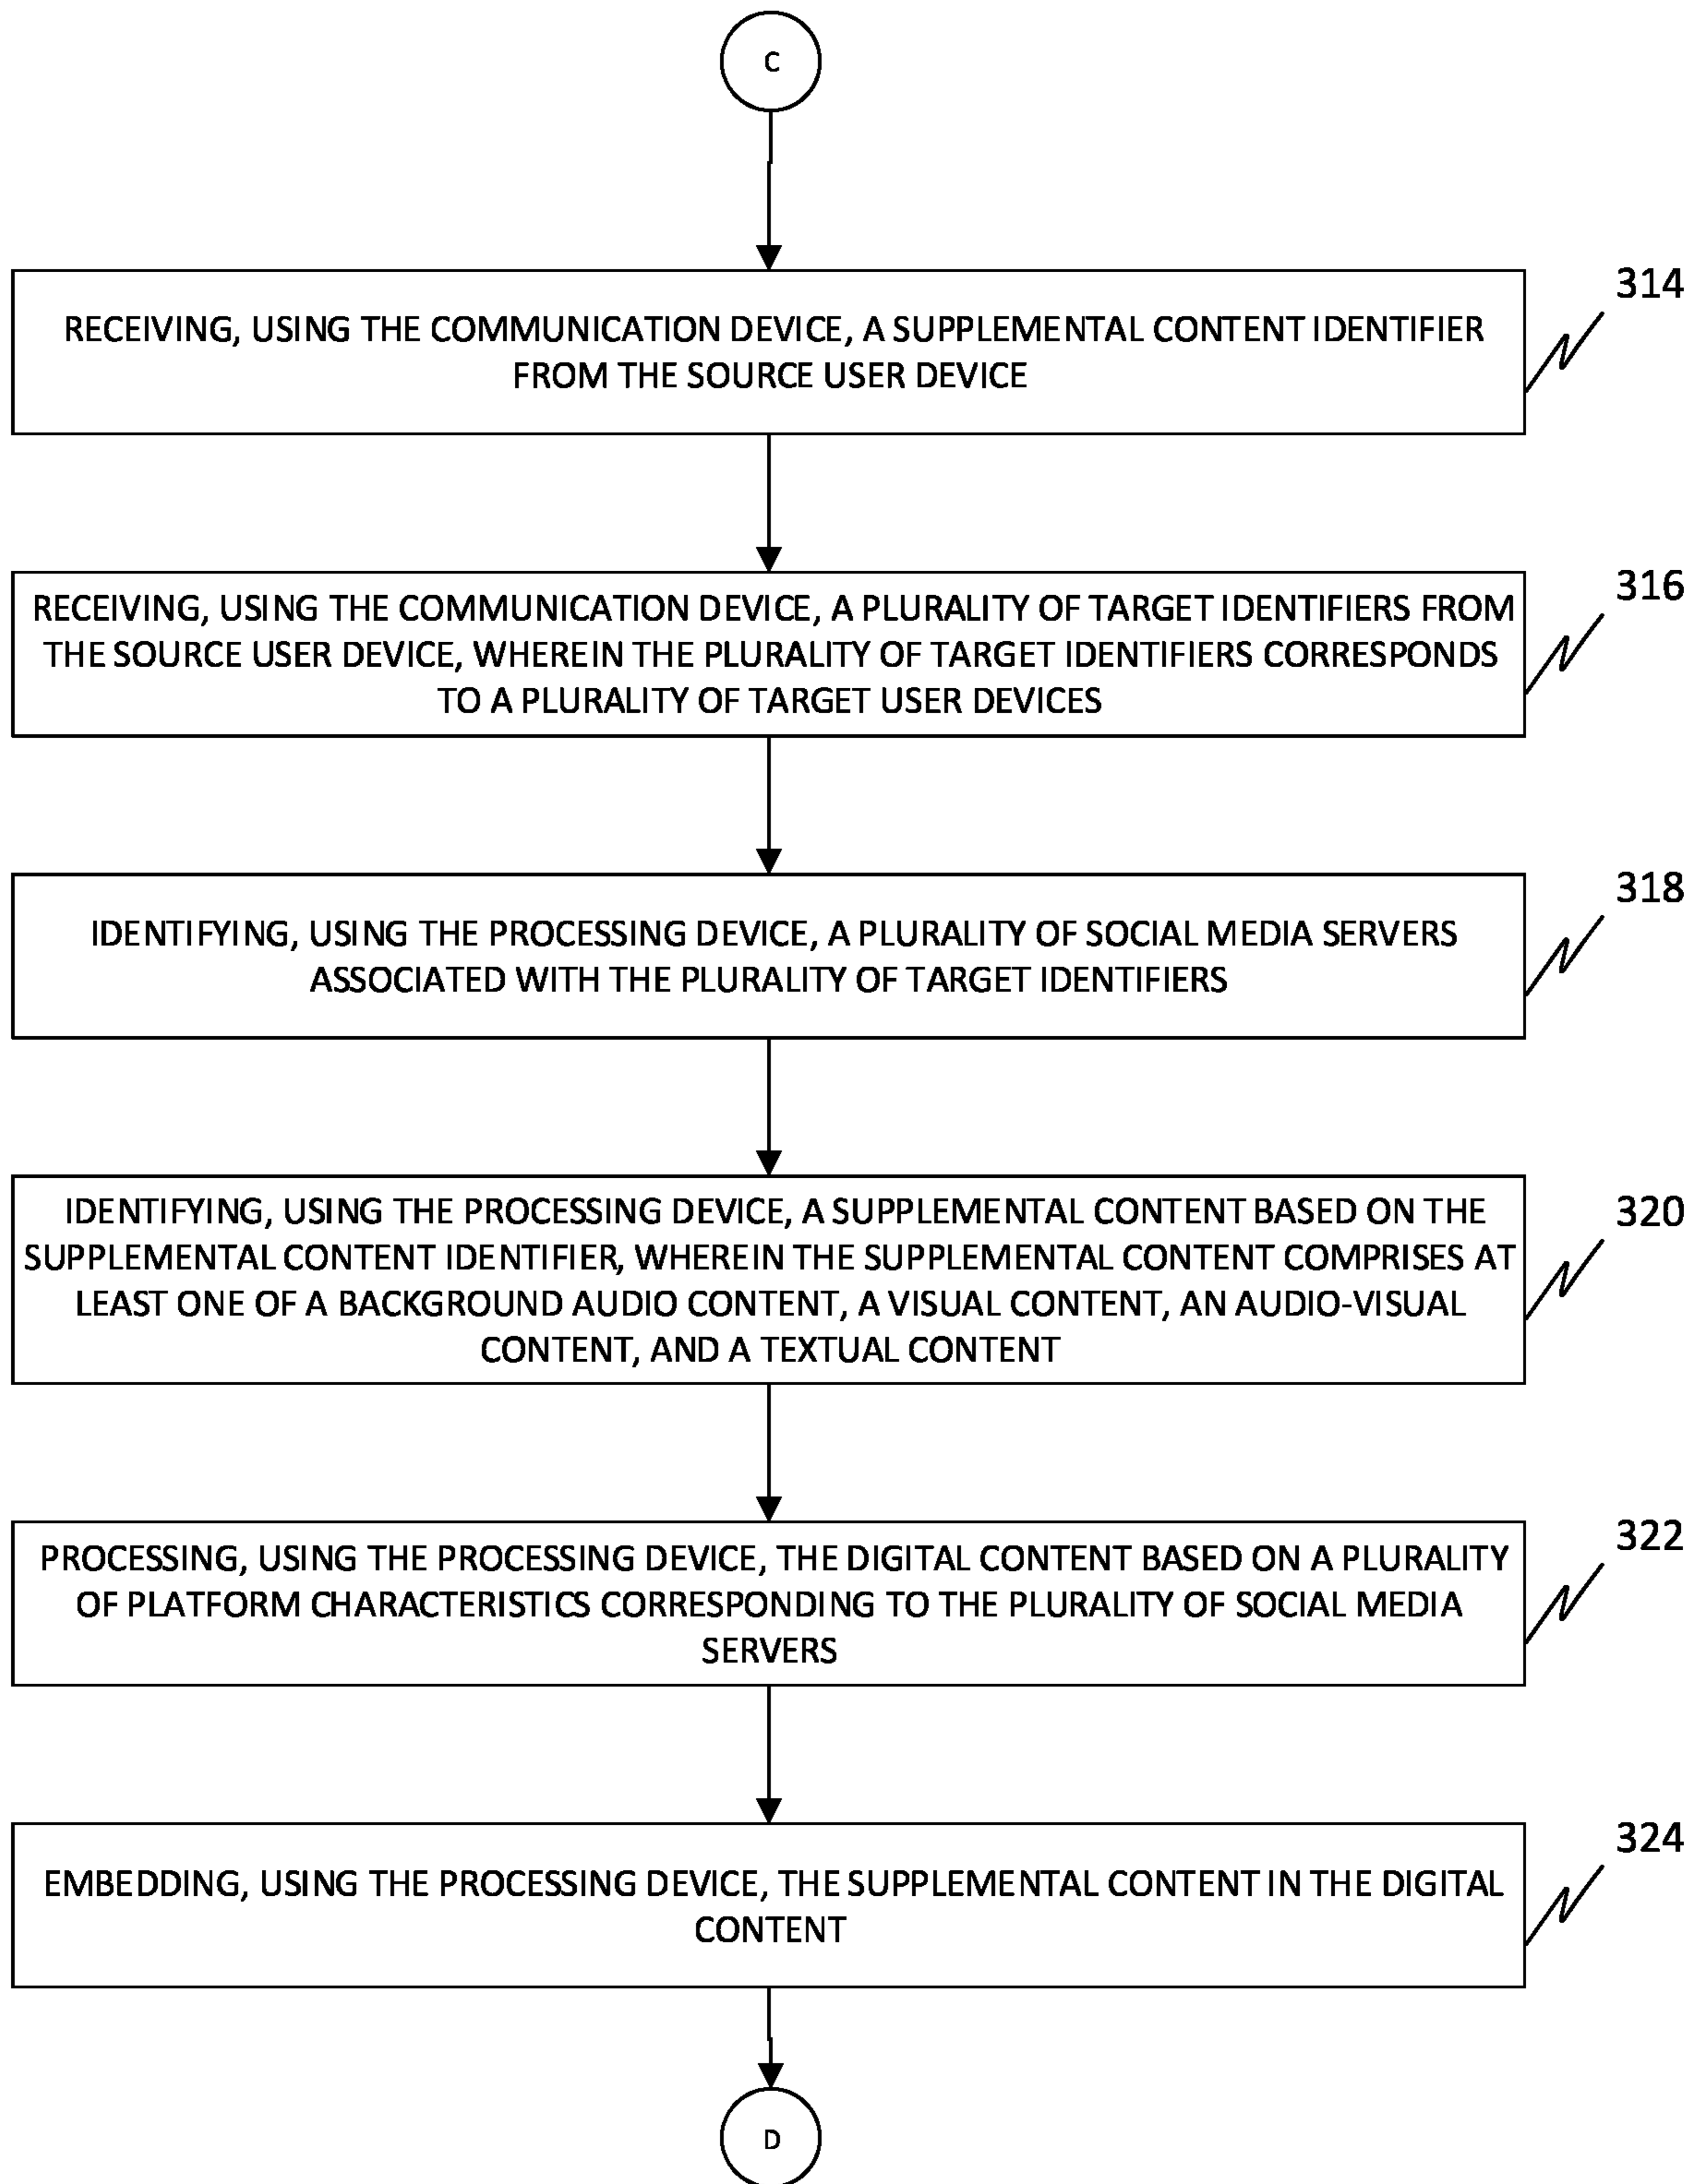 C
314
RECEIVING, USING THE COMMUNICATION DEVICE, A SUPPLEMENTAL CONTENT IDENTIFIER
FROM THE SOURCE USER DEVICE
316
RECEIVING, USING THE COMMUNICATION DEVICE, A PLURALITY OF TARGET IDENTIFIERS FROM
THE SOURCE USER DEVICE, WHEREIN THE PLURALITY OF TARGET IDENTIFIERS CORRESPONDS
TO A PLURALITY OF TARGET USER DEVICES
318
IDENTIFYING, USING THE PROCESSING DEVICE, A PLURALITY OF SOCIAL MEDIA SERVERS
ASSOCIATED WITH THE PLURALITY OF TARGET IDENTIFIERS
320
IDENTIFYING, USING THE PROCESSING DEVICE, A SUPPLEMENTAL CONTENT BASED ON THE
SUPPLEMENTAL CONTENT IDENTIFIER, WHEREIN THE SUPPLEMENTAL CONTENT COMPRISES AT
LEAST ONE OF A BACKGROUND AUDIO CONTENT, A VISUAL CONTENT, AN AUDIO-VISUAL
CONTENT, AND A TEXTUAL CONTENT
322
PROCESSING, USING THE PROCESSING DEVICE, THE DIGITAL CONTENT BASED ON A PLURALITY
OF PLATFORM CHARACTERISTICS CORRESPONDING TO THE PLURALITY OF SOCIAL MEDIA
SERVERS
324
EMBEDDING, USING THE PROCESSING DEVICE, THE SUPPLEMENTAL CONTENT IN THE DIGITAL
CONTENT
D